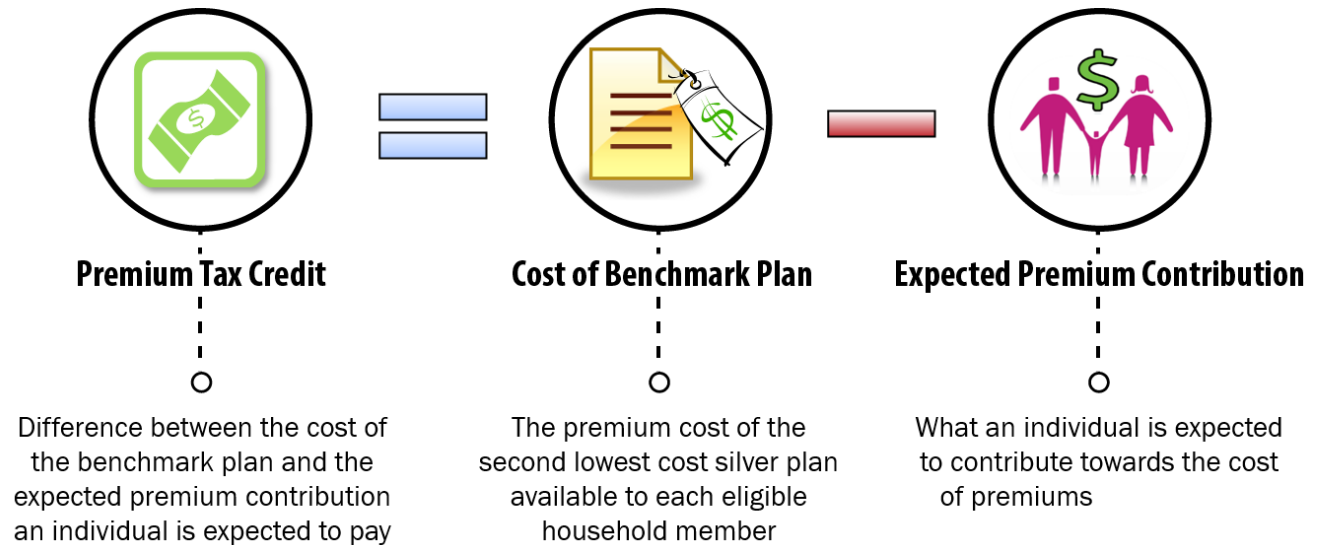 Premium Tax Credit
Difference between the cost of
the benchmark plan and the
expected premium contribution
an individual is expected to pay
Cost of Benchmark Plan
The premium cost of the
second lowest cost silver plan
available to each eligible
household member
Expected Premium Contribution
What an individual is expected
to contribute towards the cost
of premiums